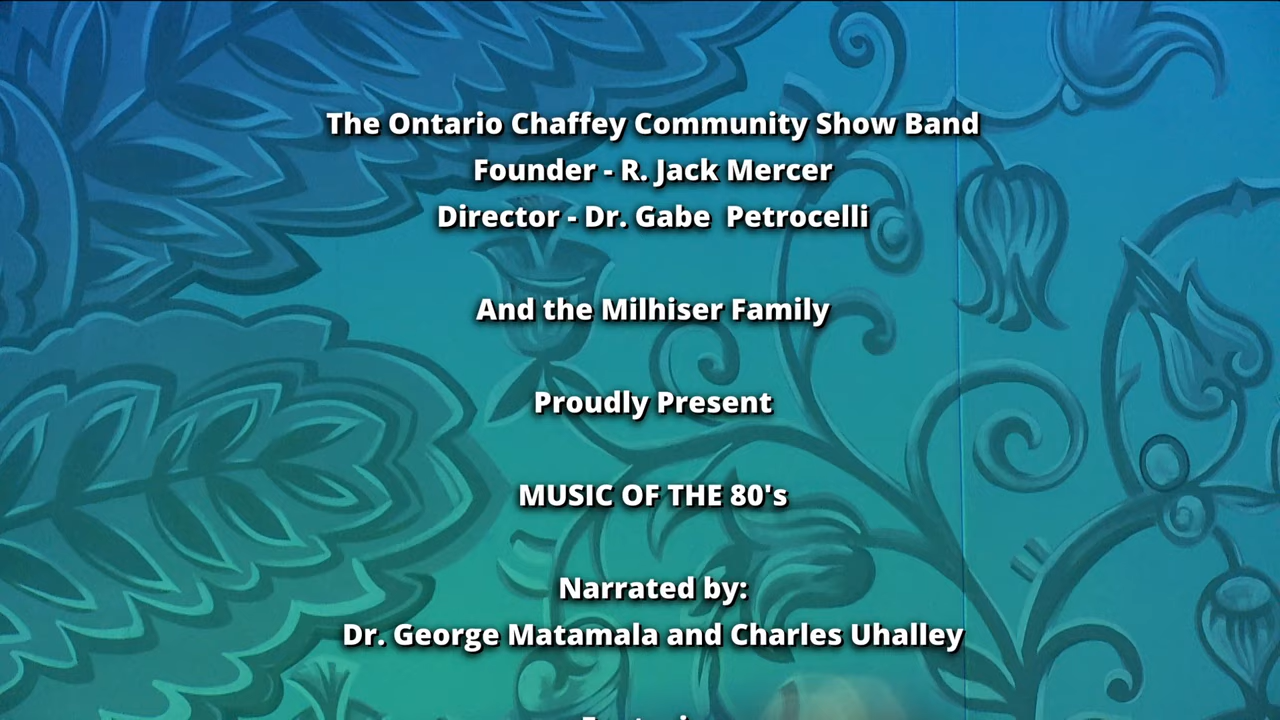 The Ontario Chaffey Community Show Band
Founder - R. Jack Mercer
Director - Dr. Gabe  Petrocelli
And the Milhiser Family
Proudly Present
MUSIC OF THE 80's
Narrated by:
Dr. George Matamala and Charles Uhalley